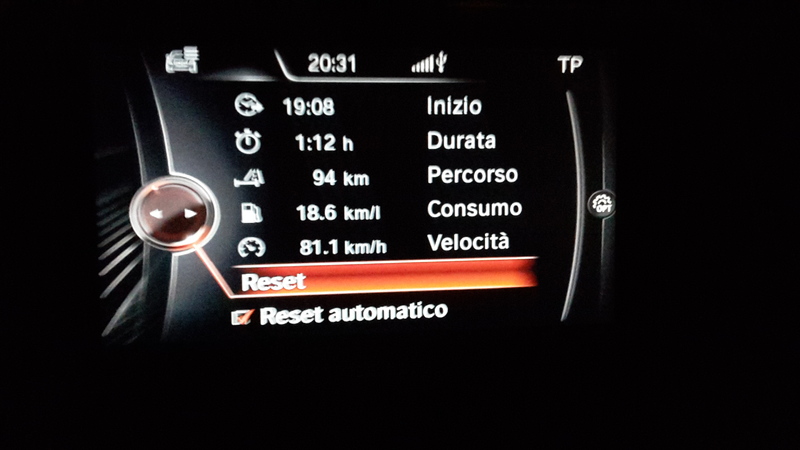 20:31 TP
19:08 Inizio
1:12 h Durata
94 km Percorso
18.6 km/l Consumo
81.1 km/h Velocità
OPT
Reset
Reset automatico